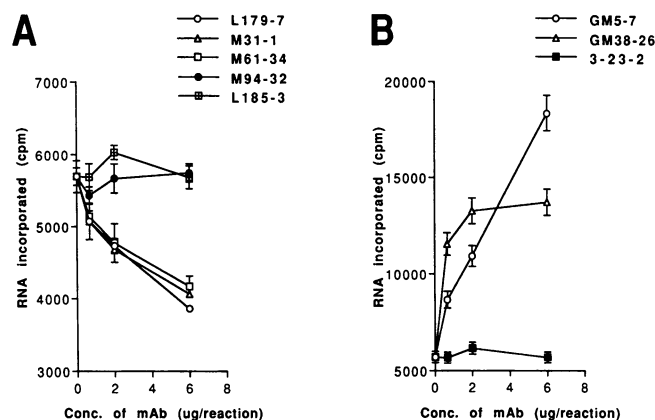 A
L179-7
M31-1
M61-34
M94-32
L185-3
7000
6000
5000
4000
3000
RNA incorporated (cpm)
0 2 4 6 8
Conc. of mAb (ug/reaction)
B
GM5-7
GM38-26
3-23-2
20000
15000
10000
5000
RNA incorporated (cpm)
0 2 4 6 8
Conc. of mAb (ug/reaction)